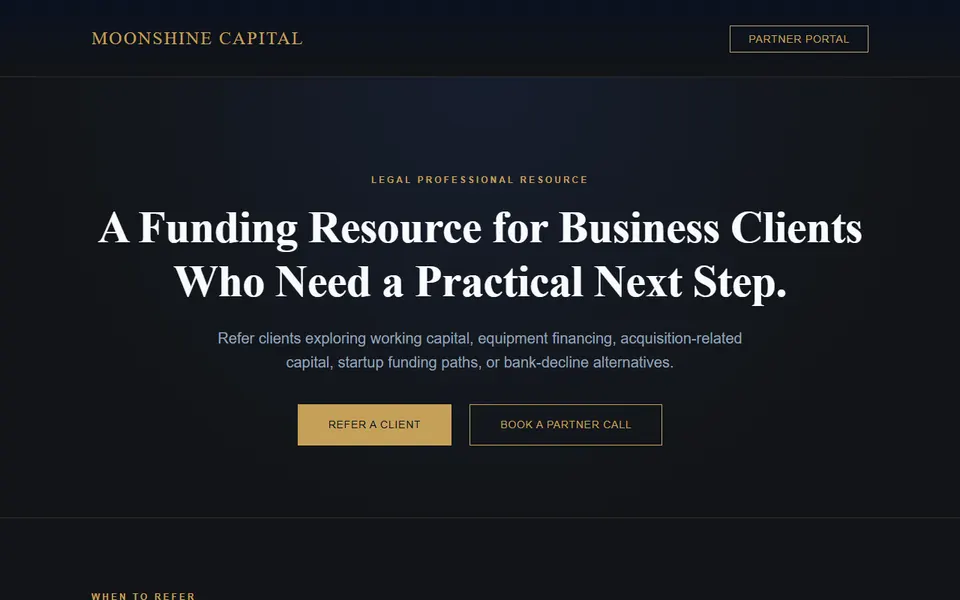 MOONSHINE CAPITAL
PARTNER PORTAL
LEGAL PROFESSIONAL RESOURCE
A Funding Resource for Business Clients
Who Need a Practical Next Step.
Refer clients exploring working capital, equipment financing, acquisition-related
capital, startup funding paths, or bank-decline alternatives.
REFER A CLIENT
BOOK A PARTNER CALL
WHEN TO REFER